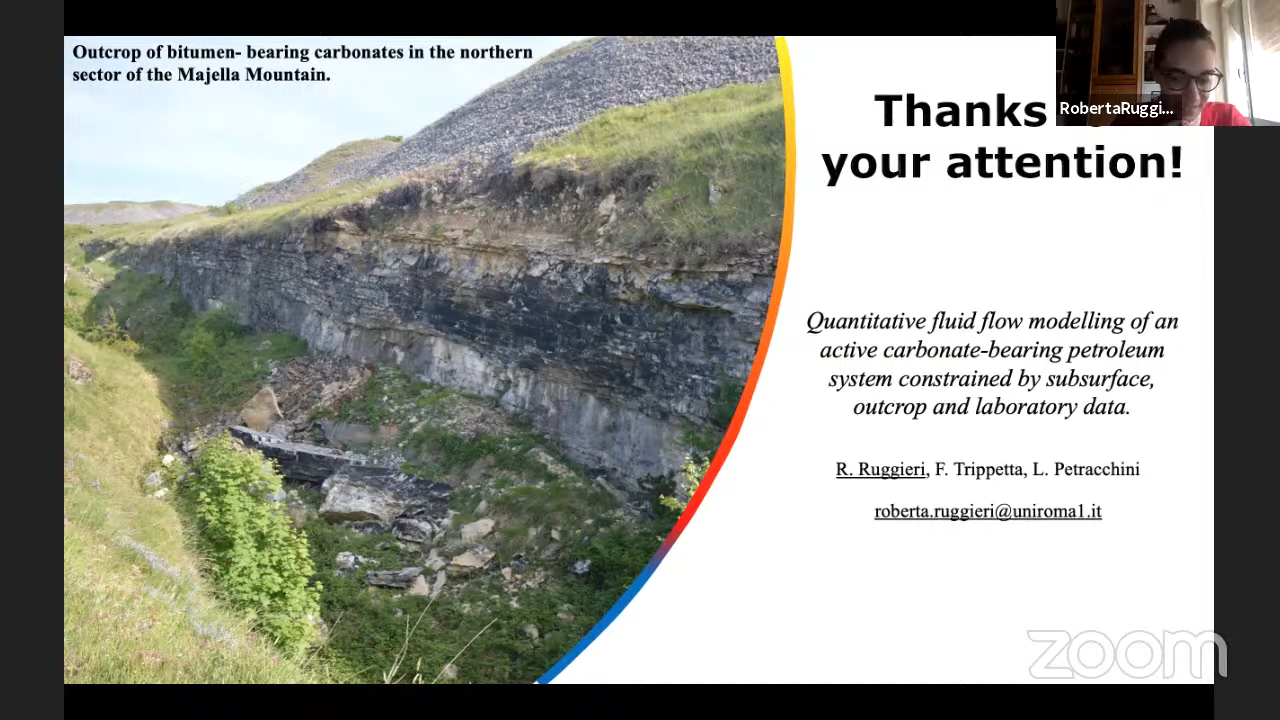 Outcrop of bitumen- bearing carbonates in the northern
sector of the Majella Mountain.
RobertaRuggi...
Thanks
your attention!
Quantitative fluid flow modelling of an
active carbonate-bearing petroleum
system constrained by subsurface,
outcrop and laboratory data.
R. Ruggieri, F. Trippetta, L. Petracchini
roberta.ruggieri@uniroma1.it
zoom